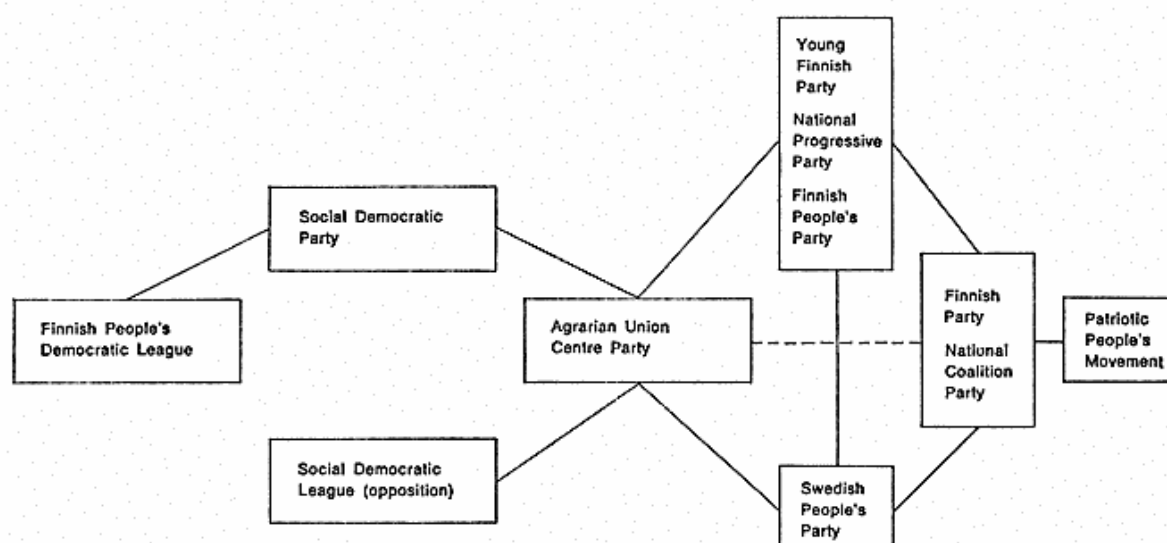 Young
Finnish
Party
National
Progressive
Party
Finnish
People's
Party
Social Democratic
Party
Finnish People's
Democratic League
Agrarian Union
Centre Party
Finnish
Party
National
Coalition
Party
Patriotic
People's
Movement
Social Democratic
League (opposition)
Swedish
People's
Party